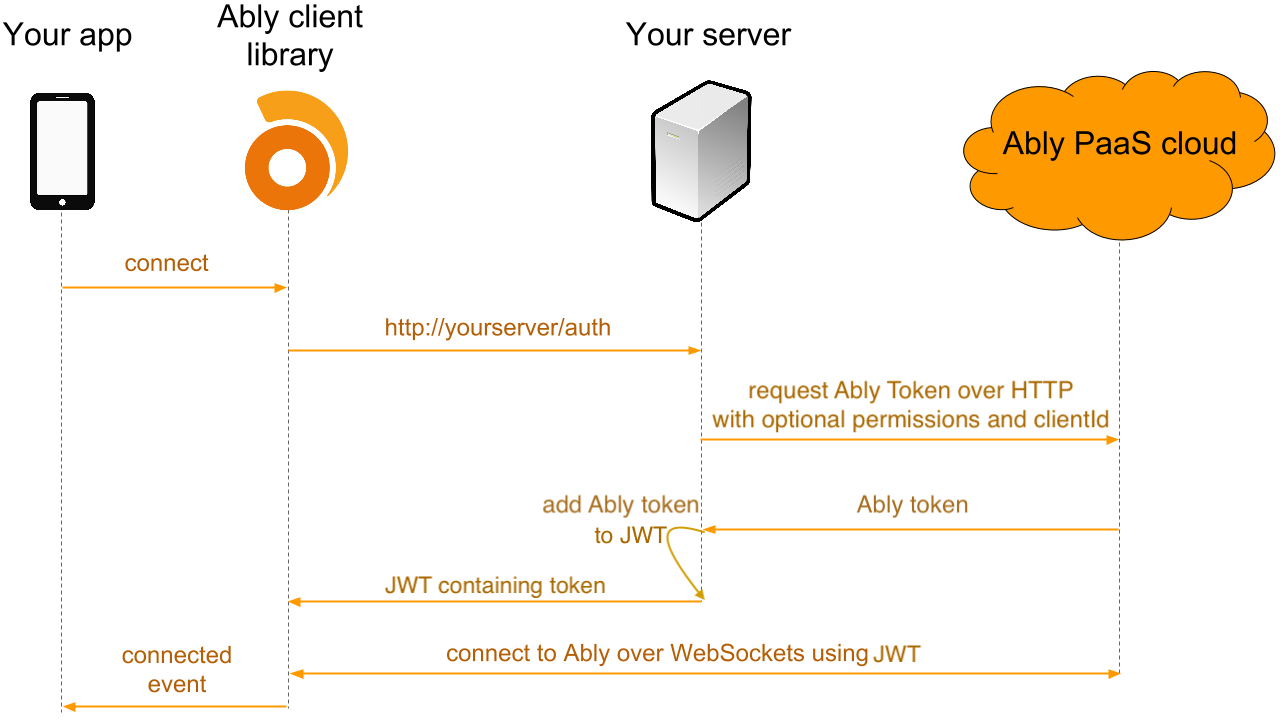 Your app
Ably client
library
Your server
Ably PaaS cloud
connect
http://yourserver/auth
request Ably Token over HTTP
with optional permissions and clientId
add Ably token
to JWT
Ably token
JWT containing token
connected
event
connect to Ably over WebSockets using JWT